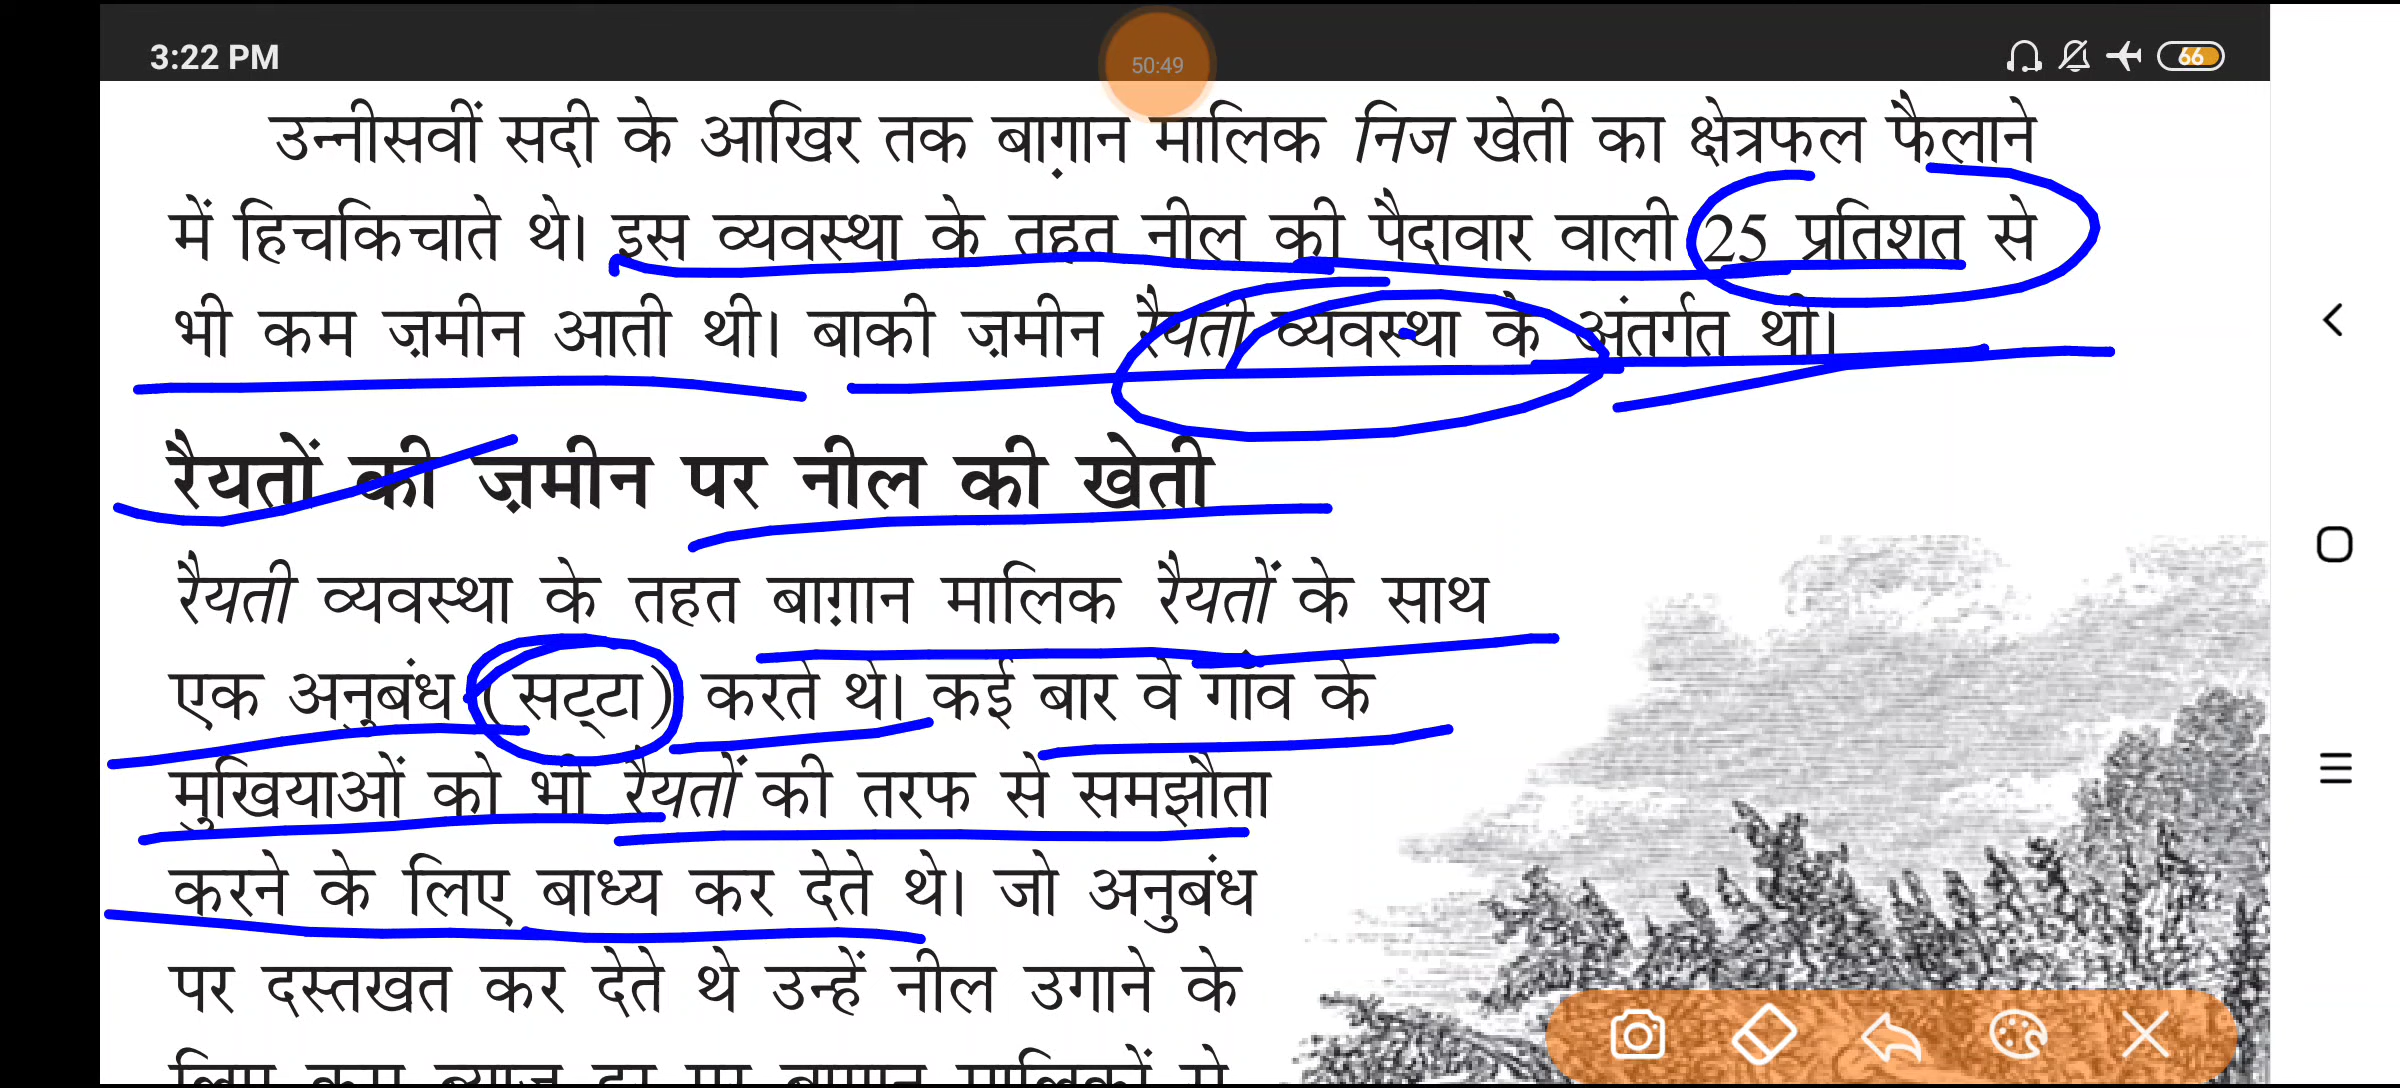 3:22 PM
50:49
66
उन्नीसवीं सदी के आखिर तक बाग़ान मालिक निज खेती का क्षेत्रफल फैलाने
में हिचकिचाते थे। इस व्यवस्था के तहत नील की पैदावार वाली 25 प्रतिशत से
भी कम ज़मीन आती थी। बाकी ज़मीन रैयती व्यवस्था के अंतर्गत थी।
रैयतों की ज़मीन पर नील की खेती
रैयती व्यवस्था के तहत बाग़ान मालिक रैयतों के साथ
एक अनुबंध (सट्टा) करते थे। कई बार वे गांव के
मुखियाओं को भी रैयतों की तरफ से समझौता
करने के लिए बाध्य कर देते थे। जो अनुबंध
पर दस्तखत कर देते थे उन्हें नील उगाने के